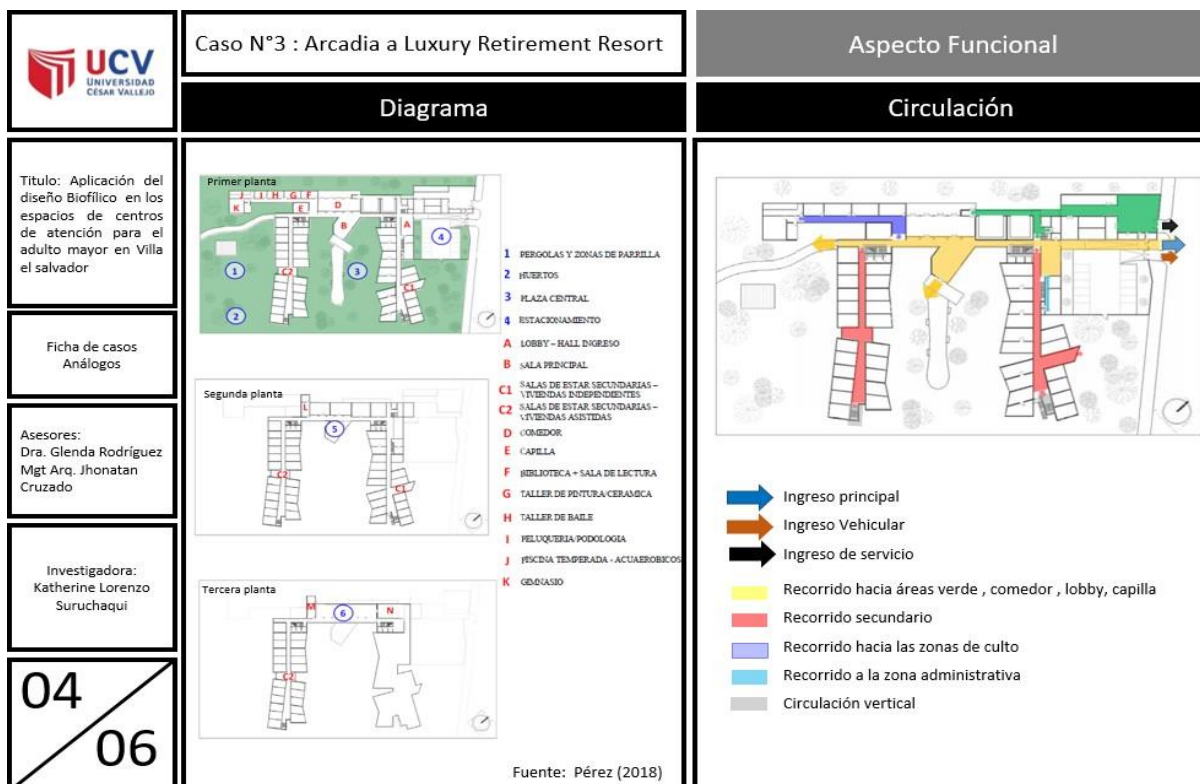 UCV
UNIVERSIDAD
CÉSAR VALLEJO
Caso N°3 : Arcadia a Luxury Retirement Resort
Aspecto Funcional
Diagrama
Circulación
Titulo: Aplicación del
diseño Biofílico en los
espacios de centros
de atención para el
adulto mayor en Villa
el salvador
Ficha de casos
Análogos
Asesores:
Dra. Glenda Rodríguez
Mgt Arq. Jhonatan
Cruzado
Investigadora:
Katherine Lorenzo
Suruchaqui
04
06
Primer planta
J I H G F
K E D
B A
4
C2 1 3
C1
2
Segunda planta
L
5
C2
C1
Tercera planta
M 6 N
C2
1 PERGOLAS Y ZONAS DE PARRILLA
2 HUERTOS
3 PLAZA CENTRAL
4 ESTACIONAMIENTO
A LOBBY – HALL INGRESO
B SALA PRINCIPAL
C1 SALAS DE ESTAR SECUNDARIAS –
VIVIENDAS INDEPENDIENTES
C2 SALAS DE ESTAR SECUNDARIAS –
VIVIENDAS ASISTIDAS
D COMEDOR
E CAPILLA
F BIBLIOTECA + SALA DE LECTURA
G TALLER DE PINTURA/CERAMICA
H TALLER DE BAILE
I PELUQUERIA/PODOLOGIA
J PISCINA TEMPERADA - ACUAEROBICOS
K GIMNASIO
Fuente: Pérez (2018)
Ingreso principal
Ingreso Vehicular
Ingreso de servicio
Recorrido hacia áreas verde , comedor , lobby, capilla
Recorrido secundario
Recorrido hacia las zonas de culto
Recorrido a la zona administrativa
Circulación vertical